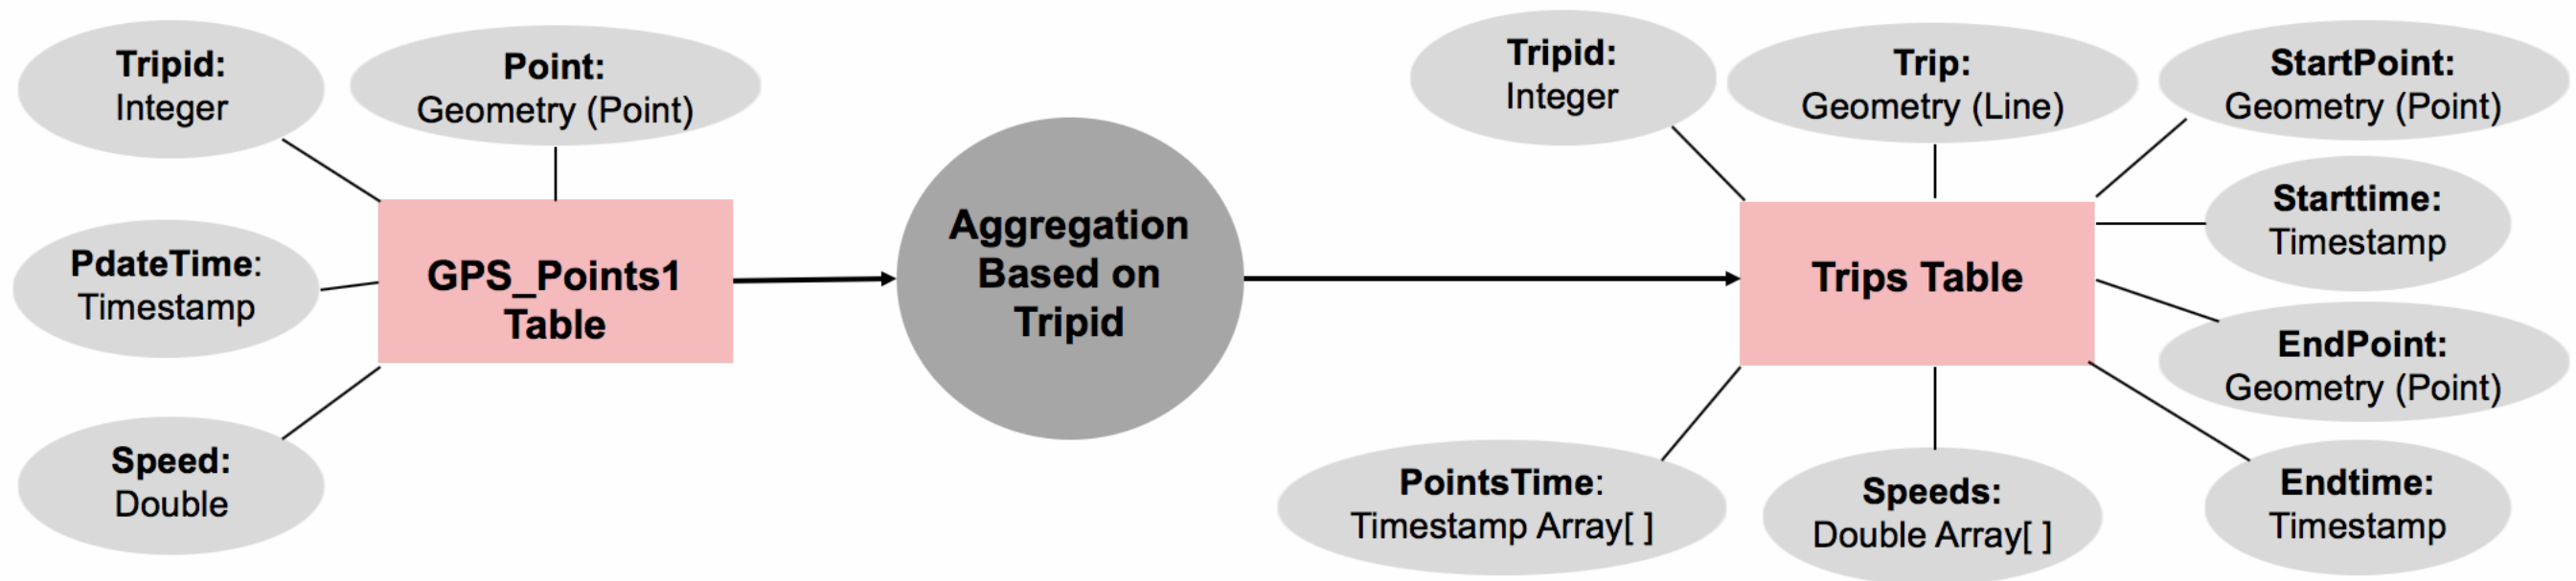 Tripid:
Integer
Point:
Geometry (Point)
PdateTime:
Timestamp
GPS_Points1
Table
Speed:
Double
Aggregation
Based on
Tripid
Tripid:
Integer
Trip:
Geometry (Line)
StartPoint:
Geometry (Point)
Starttime:
Timestamp
Trips Table
EndPoint:
Geometry (Point)
PointsTime:
Timestamp Array[ ]
Speeds:
Double Array[ ]
Endtime:
Timestamp